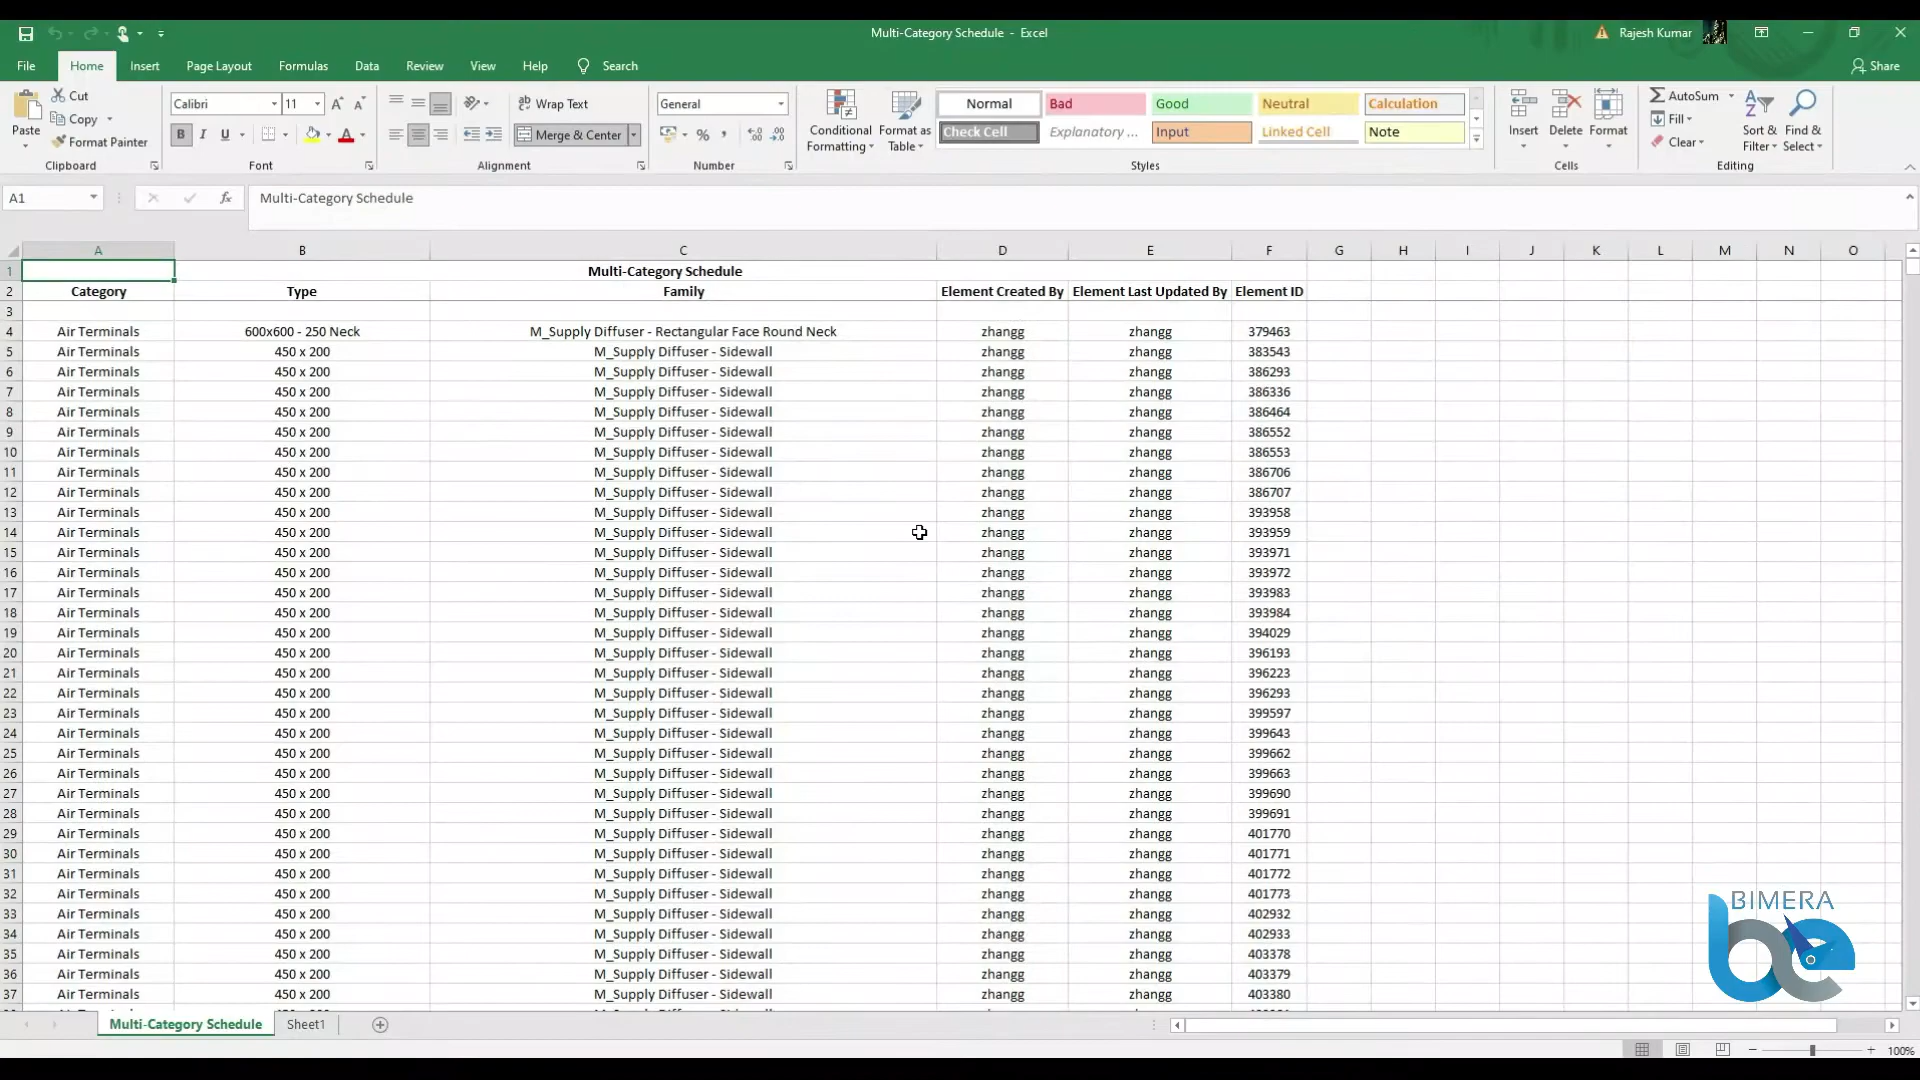 Multi-Category Schedule - Excel
Rajesh Kumar
File Home Insert Page Layout Formulas Data Review View Help Search Share
Paste
Cut
Copy
Format Painter
Clipboard
Calibri 11
B I U
Font
Wrap Text
Merge & Center
Alignment
General
Number
Conditional Formatting
Format as Table
Normal Bad Good Neutral Calculation
Check Cell Explanatory ... Input Linked Cell Note
Styles
Insert Delete Format
Cells
AutoSum
Fill
Clear
Sort & Filter
Find & Select
Editing
A1 fx Multi-Category Schedule
A B C D E F G H I J K L M N O
1 Multi-Category Schedule
2 Category Type Family Element Created By Element Last Updated By Element ID
3
4 Air Terminals 600x600 - 250 Neck M_Supply Diffuser - Rectangular Face Round Neck zhangg zhangg 379463
5 Air Terminals 450 x 200 M_Supply Diffuser - Sidewall zhangg zhangg 383543
6 Air Terminals 450 x 200 M_Supply Diffuser - Sidewall zhangg zhangg 386293
7 Air Terminals 450 x 200 M_Supply Diffuser - Sidewall zhangg zhangg 386336
8 Air Terminals 450 x 200 M_Supply Diffuser - Sidewall zhangg zhangg 386464
9 Air Terminals 450 x 200 M_Supply Diffuser - Sidewall zhangg zhangg 386552
10 Air Terminals 450 x 200 M_Supply Diffuser - Sidewall zhangg zhangg 386553
11 Air Terminals 450 x 200 M_Supply Diffuser - Sidewall zhangg zhangg 386706
12 Air Terminals 450 x 200 M_Supply Diffuser - Sidewall zhangg zhangg 386707
13 Air Terminals 450 x 200 M_Supply Diffuser - Sidewall zhangg zhangg 393958
14 Air Terminals 450 x 200 M_Supply Diffuser - Sidewall zhangg zhangg 393959
15 Air Terminals 450 x 200 M_Supply Diffuser - Sidewall zhangg zhangg 393971
16 Air Terminals 450 x 200 M_Supply Diffuser - Sidewall zhangg zhangg 393972
17 Air Terminals 450 x 200 M_Supply Diffuser - Sidewall zhangg zhangg 393983
18 Air Terminals 450 x 200 M_Supply Diffuser - Sidewall zhangg zhangg 393984
19 Air Terminals 450 x 200 M_Supply Diffuser - Sidewall zhangg zhangg 394029
20 Air Terminals 450 x 200 M_Supply Diffuser - Sidewall zhangg zhangg 396193
21 Air Terminals 450 x 200 M_Supply Diffuser - Sidewall zhangg zhangg 396223
22 Air Terminals 450 x 200 M_Supply Diffuser - Sidewall zhangg zhangg 396293
23 Air Terminals 450 x 200 M_Supply Diffuser - Sidewall zhangg zhangg 399597
24 Air Terminals 450 x 200 M_Supply Diffuser - Sidewall zhangg zhangg 399643
25 Air Terminals 450 x 200 M_Supply Diffuser - Sidewall zhangg zhangg 399662
26 Air Terminals 450 x 200 M_Supply Diffuser - Sidewall zhangg zhangg 399663
27 Air Terminals 450 x 200 M_Supply Diffuser - Sidewall zhangg zhangg 399690
28 Air Terminals 450 x 200 M_Supply Diffuser - Sidewall zhangg zhangg 399691
29 Air Terminals 450 x 200 M_Supply Diffuser - Sidewall zhangg zhangg 401770
30 Air Terminals 450 x 200 M_Supply Diffuser - Sidewall zhangg zhangg 401771
31 Air Terminals 450 x 200 M_Supply Diffuser - Sidewall zhangg zhangg 401772
32 Air Terminals 450 x 200 M_Supply Diffuser - Sidewall zhangg zhangg 401773
33 Air Terminals 450 x 200 M_Supply Diffuser - Sidewall zhangg zhangg 402932
34 Air Terminals 450 x 200 M_Supply Diffuser - Sidewall zhangg zhangg 402933
35 Air Terminals 450 x 200 M_Supply Diffuser - Sidewall zhangg zhangg 403378
36 Air Terminals 450 x 200 M_Supply Diffuser - Sidewall zhangg zhangg 403379
37 Air Terminals 450 x 200 M_Supply Diffuser - Sidewall zhangg zhangg 403380
BIMERA
Multi-Category Schedule Sheet1
100%